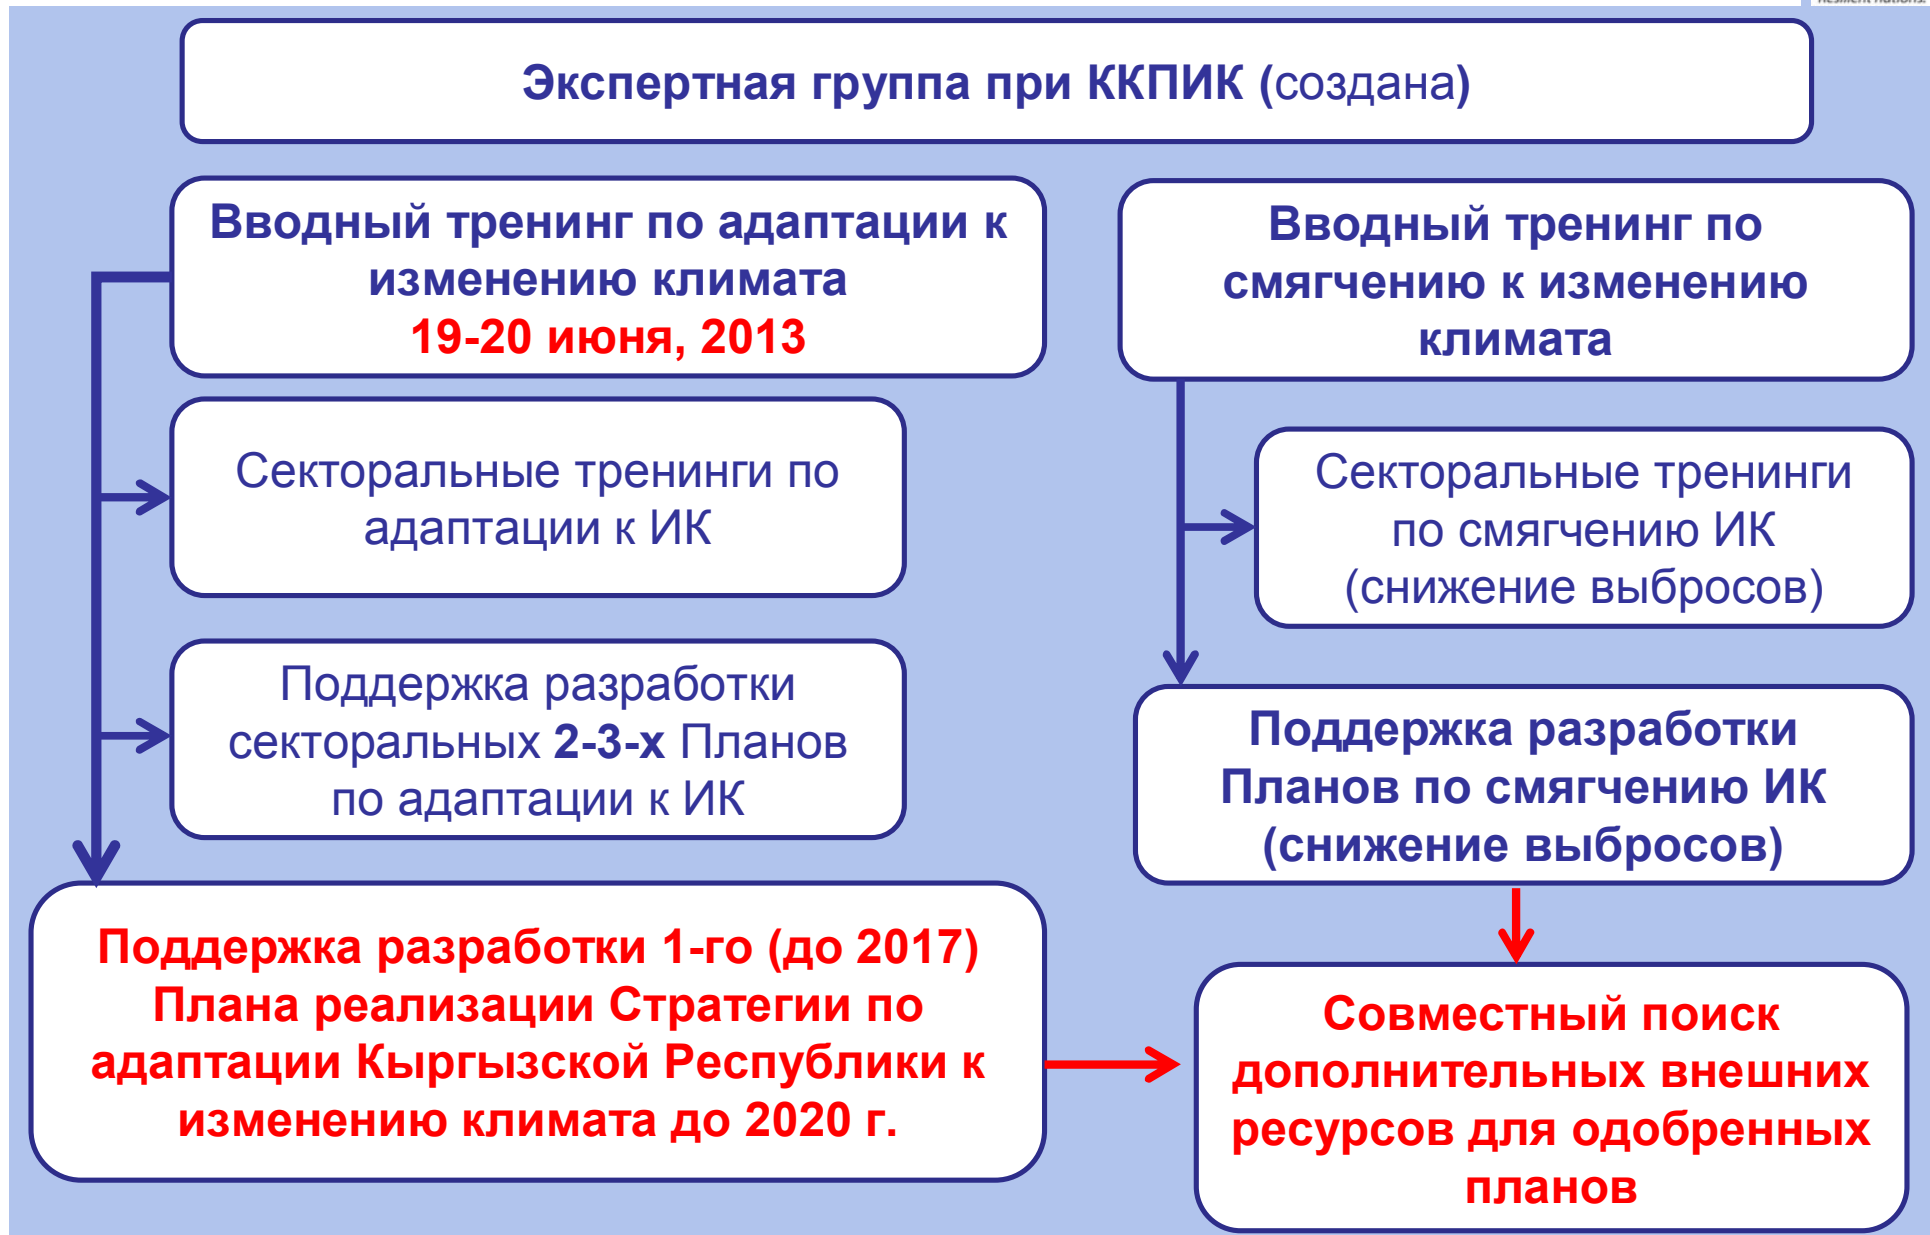 Resilient nations.
Экспертная группа при ККПИК (создана)
Вводный тренинг по адаптации к
изменению климата
19-20 июня, 2013
Вводный тренинг по
смягчению к изменению
климата
Секторальные тренинги по
адаптации к ИК
Секторальные тренинги
по смягчению ИК
(снижение выбросов)
Поддержка разработки
секторальных 2-3-х Планов
по адаптации к ИК
Поддержка разработки
Планов по смягчению ИК
(снижение выбросов)
Поддержка разработки 1-го (до 2017)
Плана реализации Стратегии по
адаптации Кыргызской Республики к
изменению климата до 2020 г.
Совместный поиск
дополнительных внешних
ресурсов для одобренных
планов